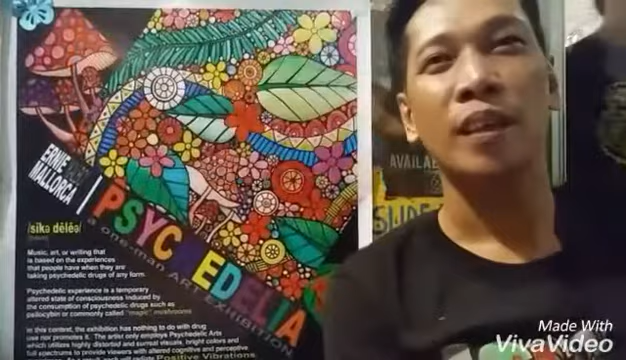 ERNIE
MALLORCA
PSYCHEDELIA
a one-man ART EXHIBITION
/sīkə dēlēə/
Music, art, or writing that
is based on the experiences
that people have when they are
taking psychedelic drugs of any form.
Psychedelic experience is a temporary
altered state of consciousness induced by
the consumption of psychedelic drugs such as
psilocybin or commonly called "magic" mushrooms
In this context, the exhibition has nothing to do with drug
use nor promotes it. The artist only employs Psychedelic Arts
which utilizes highly distorted and surreal visuals, bright colors and
full spectrums to provide viewers with altered cognitive and perceptive
Positive Vibrations.
AVAILAB
Made With
VivaVideo